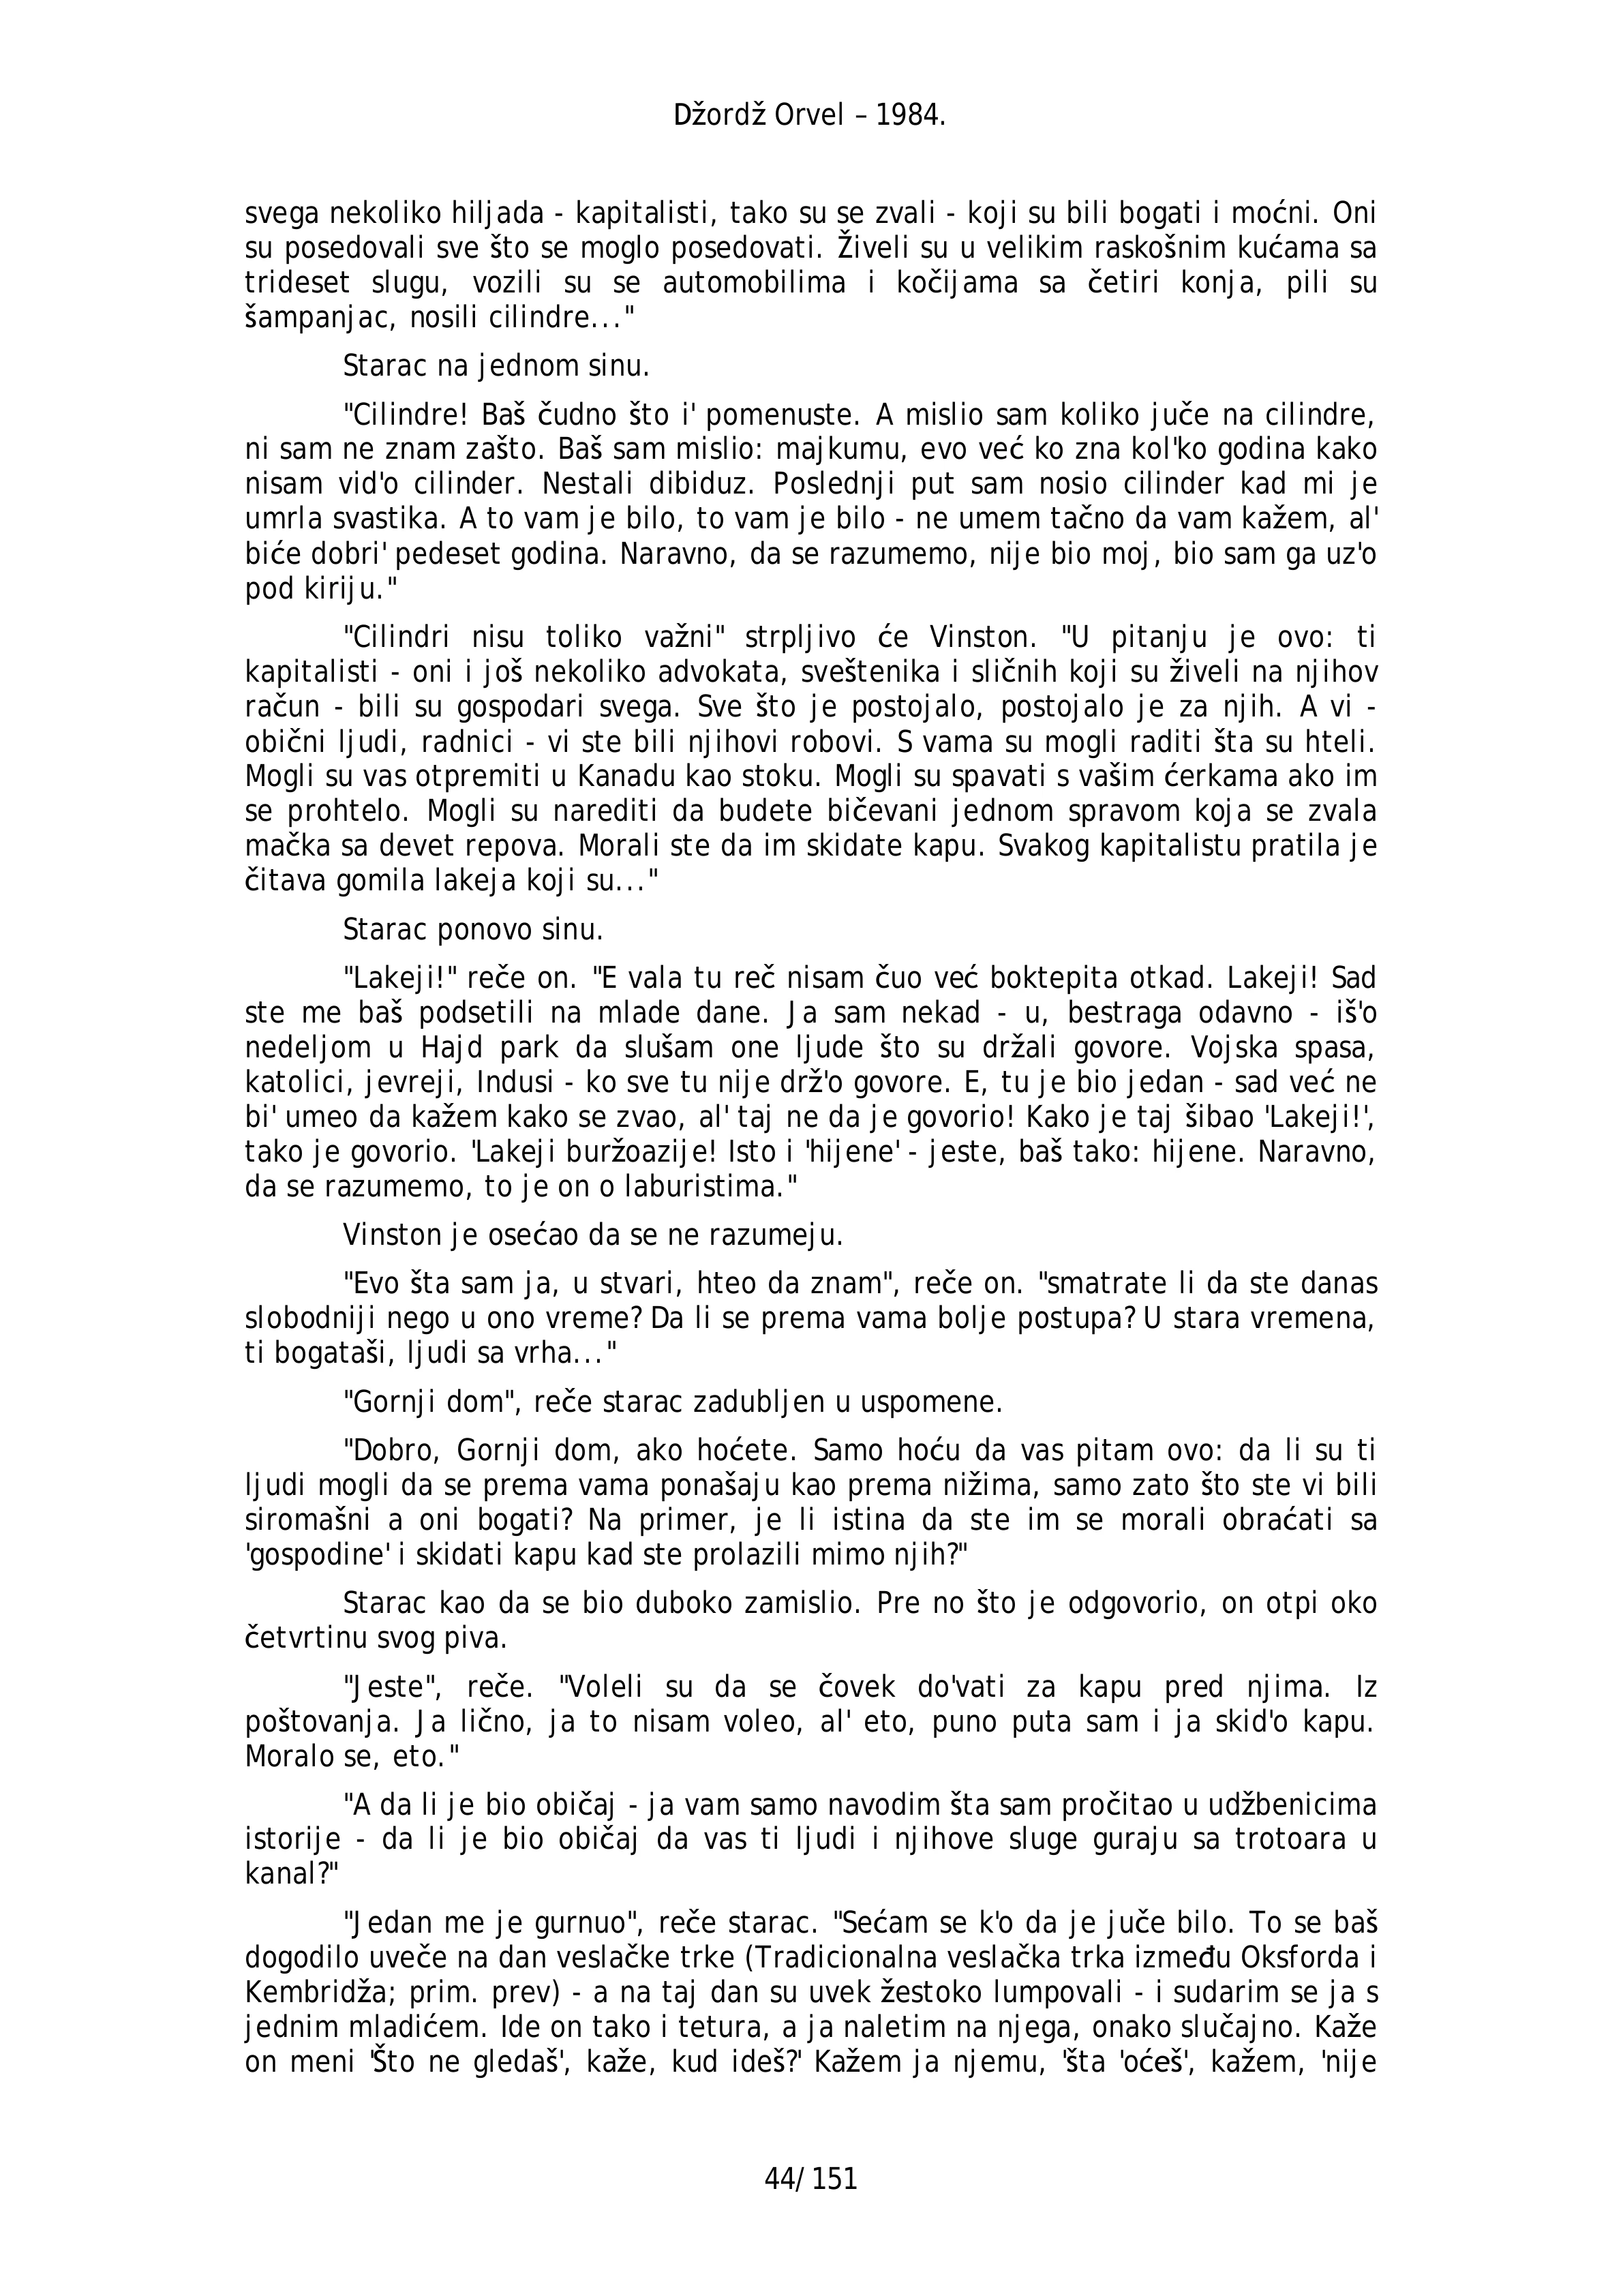 Džordž Orvel – 1984.
svega nekoliko hiljada - kapitalisti, tako su se zvali - koji su bili bogati i moćni. Oni
su posedovali sve što se moglo posedovati. Živeli su u velikim raskošnim kućama sa
trideset slugu, vozili su se automobilima i kočijama sa četiri konja, pili su
šampanjac, nosili cilindre..."
Starac na jednom sinu.
"Cilindre! Baš čudno što i' pomenuste. A mislio sam koliko juče na cilindre,
ni sam ne znam zašto. Baš sam mislio: majkumu, evo već ko zna kol'ko godina kako
nisam vid'o cilinder. Nestali dibiduz. Poslednji put sam nosio cilinder kad mi je
umrla svastika. A to vam je bilo, to vam je bilo - ne umem tačno da vam kažem, al'
biće dobri' pedeset godina. Naravno, da se razumemo, nije bio moj, bio sam ga uz'o
pod kiriju."
"Cilindri nisu toliko važni" strpljivo će Vinston. "U pitanju je ovo: ti
kapitalisti - oni i još nekoliko advokata, sveštenika i sličnih koji su živeli na njihov
račun - bili su gospodari svega. Sve što je postojalo, postojalo je za njih. A vi -
obični ljudi, radnici - vi ste bili njihovi robovi. S vama su mogli raditi šta su hteli.
Mogli su vas otpremiti u Kanadu kao stoku. Mogli su spavati s vašim ćerkama ako im
se prohtelo. Mogli su narediti da budete bičevani jednom spravom koja se zvala
mačka sa devet repova. Morali ste da im skidate kapu. Svakog kapitalistu pratila je
čitava gomila lakeja koji su..."
Starac ponovo sinu.
"Lakeji!" reče on. "E vala tu reč nisam čuo već boktepita otkad. Lakeji! Sad
ste me baš podsetili na mlade dane. Ja sam nekad - u, bestraga odavno - iš'o
nedeljom u Hajd park da slušam one ljude što su držali govore. Vojska spasa,
katolici, jevreji, Indusi - ko sve tu nije drž'o govore. E, tu je bio jedan - sad već ne
bi' umeo da kažem kako se zvao, al' taj ne da je govorio! Kako je taj šibao 'Lakeji!',
tako je govorio. 'Lakeji buržoazije! Isto i 'hijene' - jeste, baš tako: hijene. Naravno,
da se razumemo, to je on o laburistima."
Vinston je osećao da se ne razumeju.
"Evo šta sam ja, u stvari, hteo da znam", reče on. "smatrate li da ste danas
slobodniji nego u ono vreme? Da li se prema vama bolje postupa? U stara vremena,
ti bogataši, ljudi sa vrha..."
"Gornji dom", reče starac zadubljen u uspomene.
"Dobro, Gornji dom, ako hoćete. Samo hoću da vas pitam ovo: da li su ti
ljudi mogli da se prema vama ponašaju kao prema nižima, samo zato što ste vi bili
siromašni a oni bogati? Na primer, je li istina da ste im se morali obraćati sa
'gospodine' i skidati kapu kad ste prolazili mimo njih?"
Starac kao da se bio duboko zamislio. Pre no što je odgovorio, on otpi oko
četvrtinu svog piva.
"Jeste", reče. "Voleli su da se čovek do'vati za kapu pred njima. Iz
poštovanja. Ja lično, ja to nisam voleo, al' eto, puno puta sam i ja skid'o kapu.
Moralo se, eto."
"A da li je bio običaj - ja vam samo navodim šta sam pročitao u udžbenicima
istorije - da li je bio običaj da vas ti ljudi i njihove sluge guraju sa trotoara u
kanal?"
"Jedan me je gurnuo", reče starac. "Sećam se k'o da je juče bilo. To se baš
dogodilo uveče na dan veslačke trke (Tradicionalna veslačka trka između Oksforda i
Kembridža; prim. prev) - a na taj dan su uvek žestoko lumpovali - i sudarim se ja s
jednim mladićem. Ide on tako i tetura, a ja naletim na njega, onako slučajno. Kaže
on meni 'Što ne gledaš', kaže, kud ideš?' Kažem ja njemu, 'šta 'oćeš', kažem, 'nije
44/151